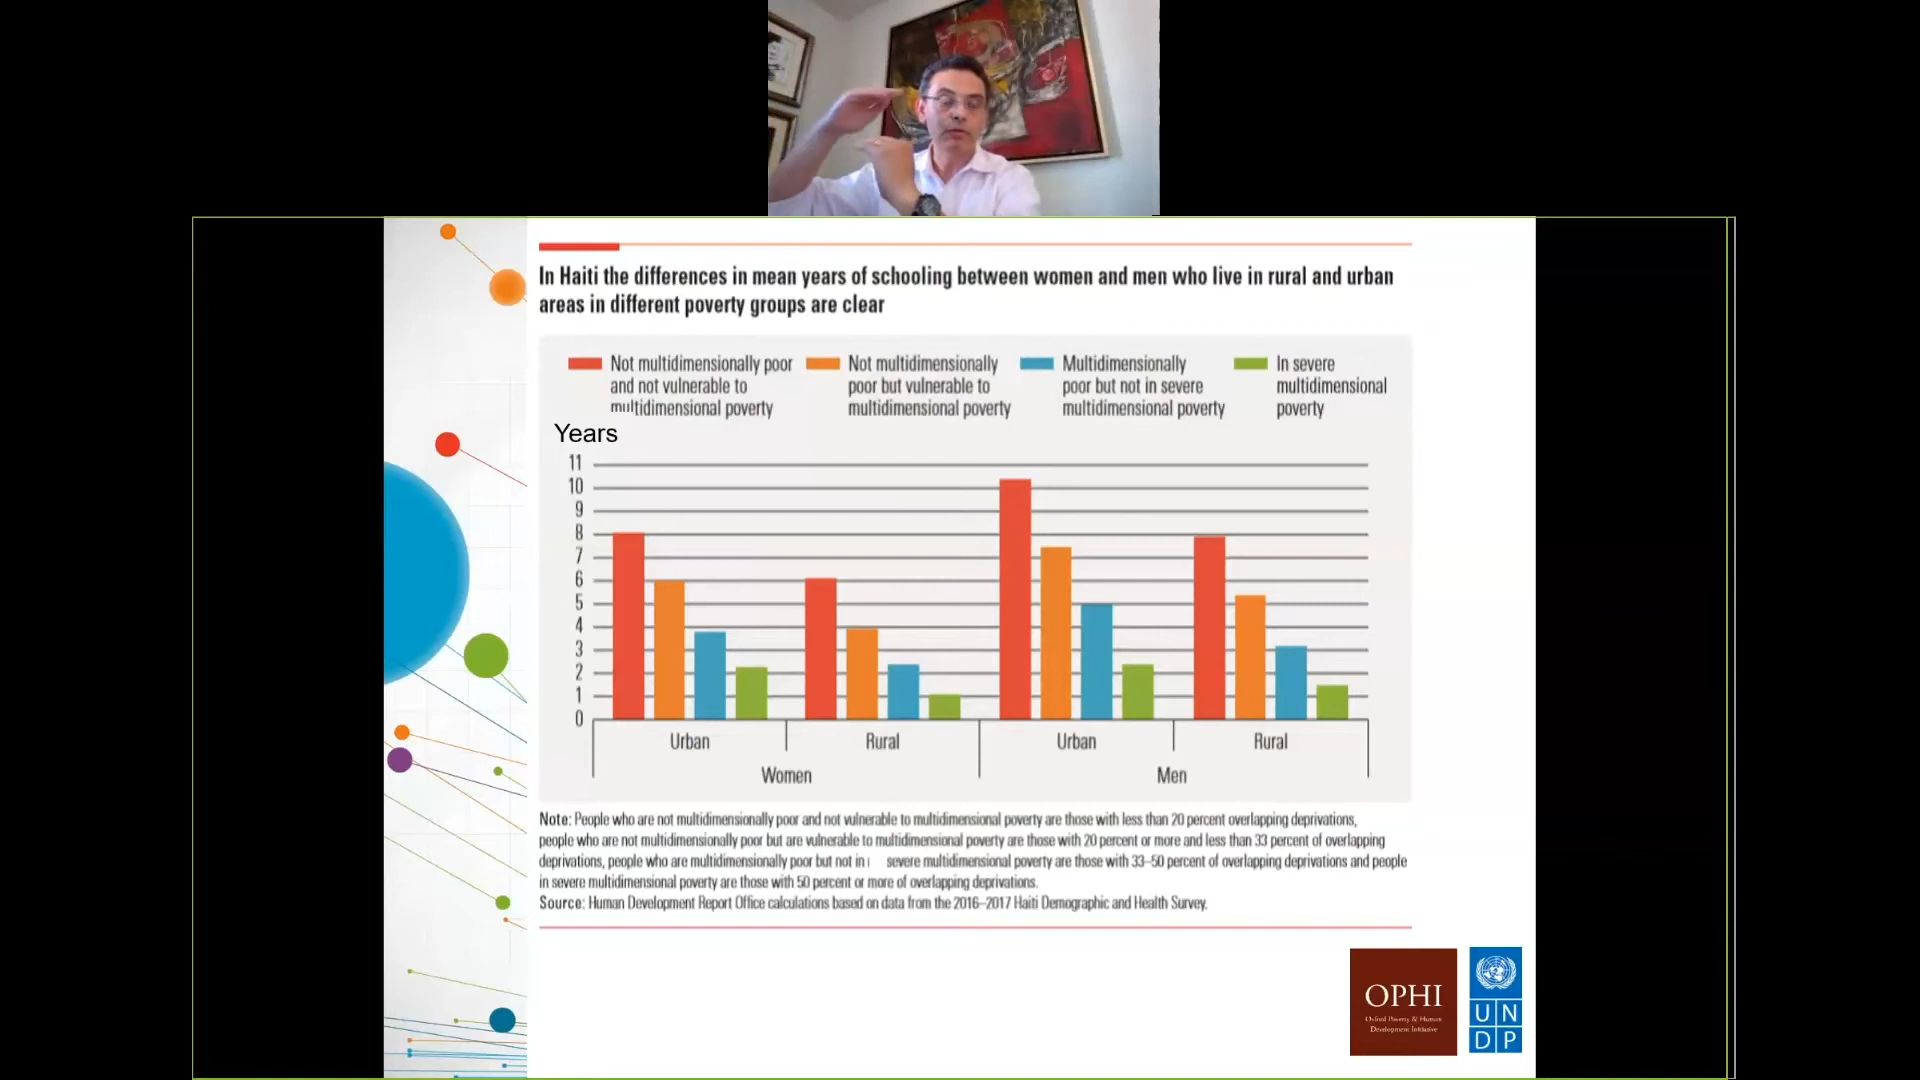 In Haiti the differences in mean years of schooling between women and men who live in rural and urban
areas in different poverty groups are clear
Not multidimensionally poor
and not vulnerable to
multidimensional poverty
Not multidimensionally
poor but vulnerable to
multidimensional poverty
Multidimensionally
poor but not in severe
multidimensional poverty
In severe
multidimensional
poverty
Years
11
10
9
8
7
6
5
4
3
2
1
0
Urban
Rural
Urban
Rural
Women
Men
Note: People who are not multidimensionally poor and not vulnerable to multidimensional poverty are those with less than 20 percent overlapping deprivations,
people who are not multidimensionally poor but are vulnerable to multidimensional poverty are those with 20 percent or more and less than 33 percent of overlapping
deprivations, people who are multidimensionally poor but not in severe multidimensional poverty are those with 33–50 percent of overlapping deprivations and people
in severe multidimensional poverty are those with 50 percent or more of overlapping deprivations.
Source: Human Development Report Office calculations based on data from the 2016–2017 Haiti Demographic and Health Survey.
OPHI
Oxford Poverty & Human
Development Initiative
U N
D P